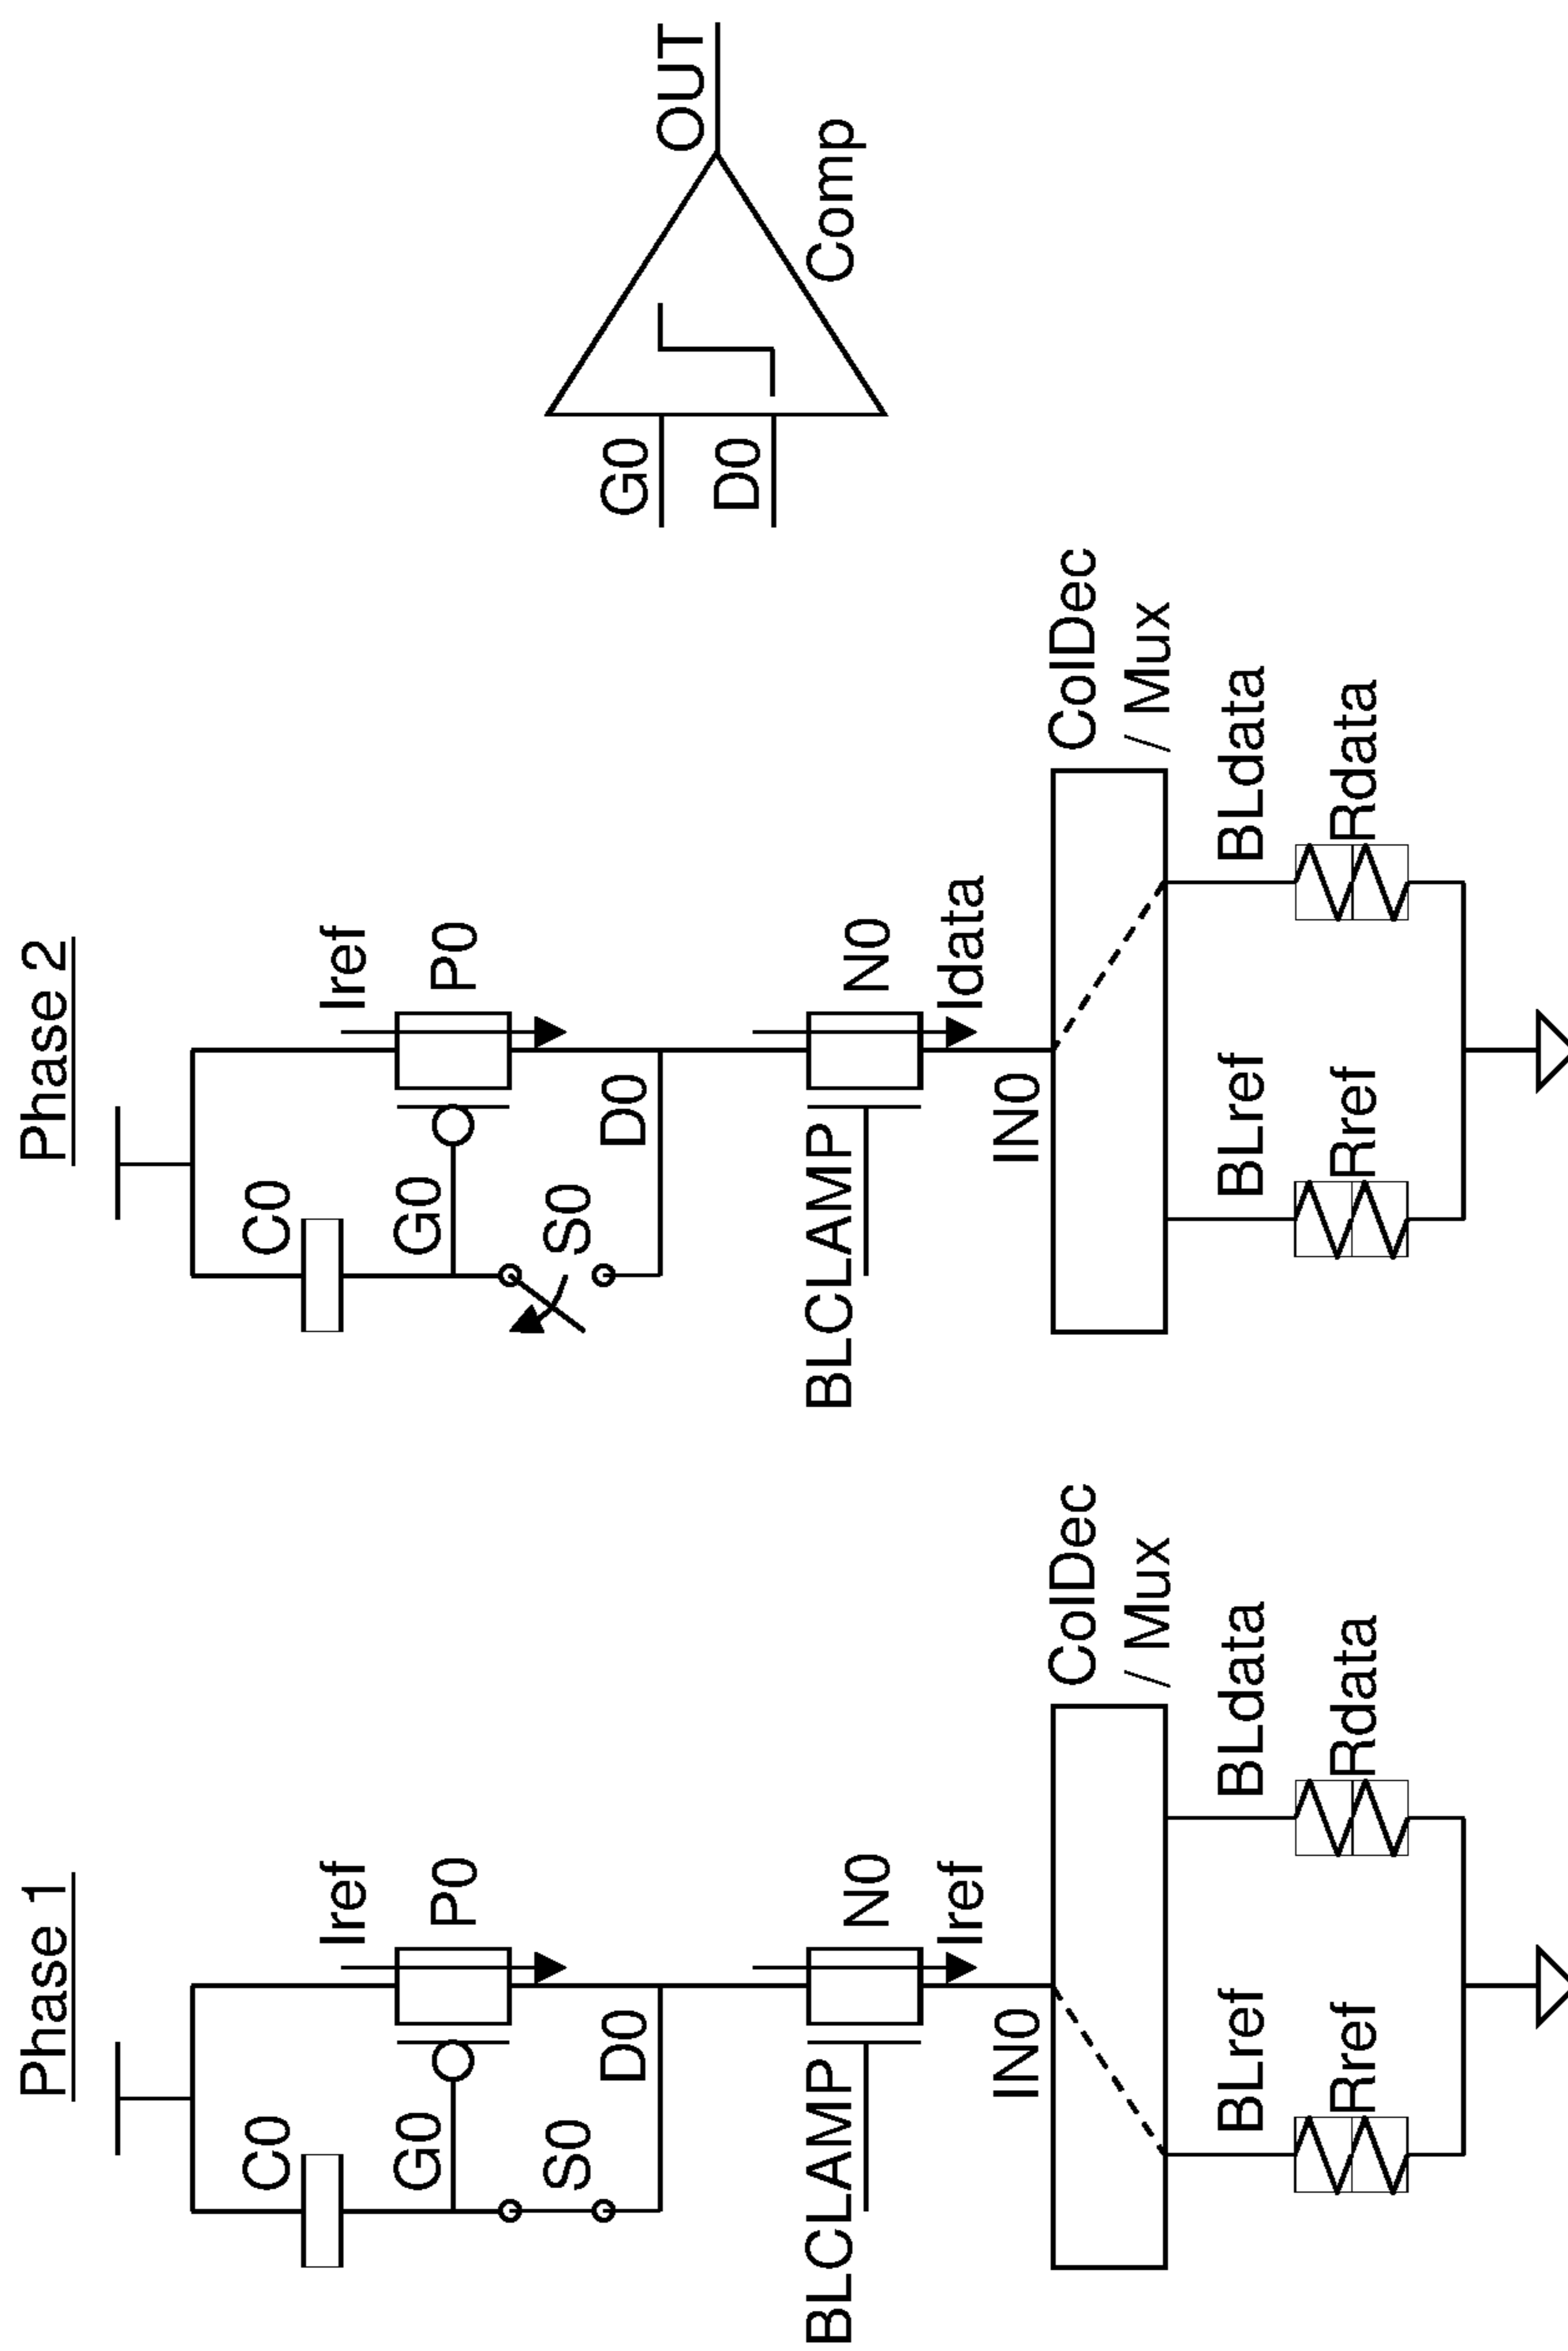 Phase 1
C0
Iref
G0
P0
S0
D0
BLCLAMP
N0
Iref
IN0
ColDec
/ Mux
BLref
BLdata
Rref
Rdata
Phase 2
C0
Iref
G0
P0
S0
D0
BLCLAMP
N0
Idata
IN0
ColDec
/ Mux
BLref
BLdata
Rref
Rdata
G0
D0
OUT
Comp